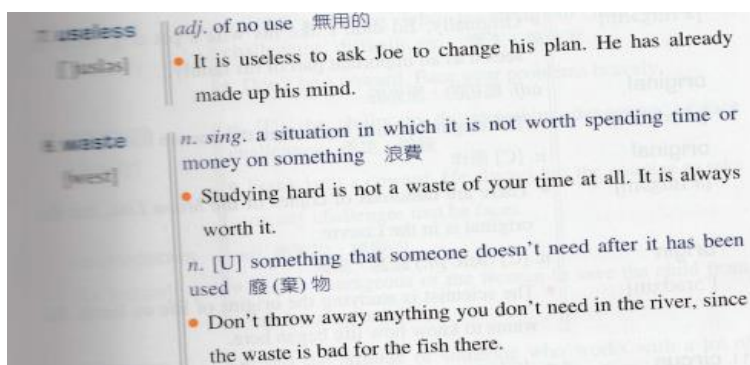 7 useless adj. of no use 無用的
[ˋjusləs] • It is useless to ask Joe to change his plan. He has already
made up his mind.
8 waste n. sing. a situation in which it is not worth spending time or
[west] money on something 浪費
• Studying hard is not a waste of your time at all. It is always
worth it.
n. [U] something that someone doesn't need after it has been
used 廢(棄)物
• Don't throw away anything you don't need in the river, since
the waste is bad for the fish there.